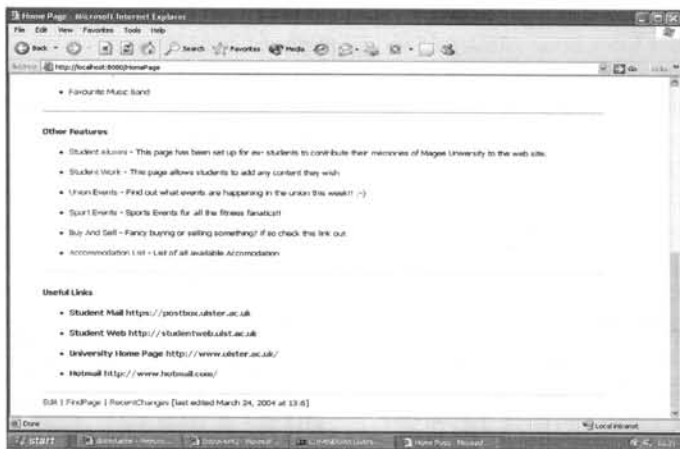 Home Page - Microsoft Internet Explorer
File Edit View Favorites Tools Help
Back Search Favorites Media
http://localhost:8080/HomePage Go
Favourite Music Band
Other Features
Student Alumni - This page has been set up for ex- students to contribute their memories of Magee University to the web site.
Student Work - This page allows students to add any content they wish
Union Events - Find out what events are happening in the union this week!! :-)
Sport Events - Sports Events for all the fitness fanatics!!
Buy And Sell - Fancy buying or selling something? If so check this link out
Accommodation List - List of all available Accomodation
Useful Links
Student Mail https://postbox.ulster.ac.uk
Student Web http://studentweb.ulst.ac.uk
University Home Page http://www.ulster.ac.uk/
Hotmail http://www.hotmail.com/
Edit | FindPage | RecentChanges [last edited March 24, 2004 at 13:6]
Done Local intranet
start Home Page - Microsof...